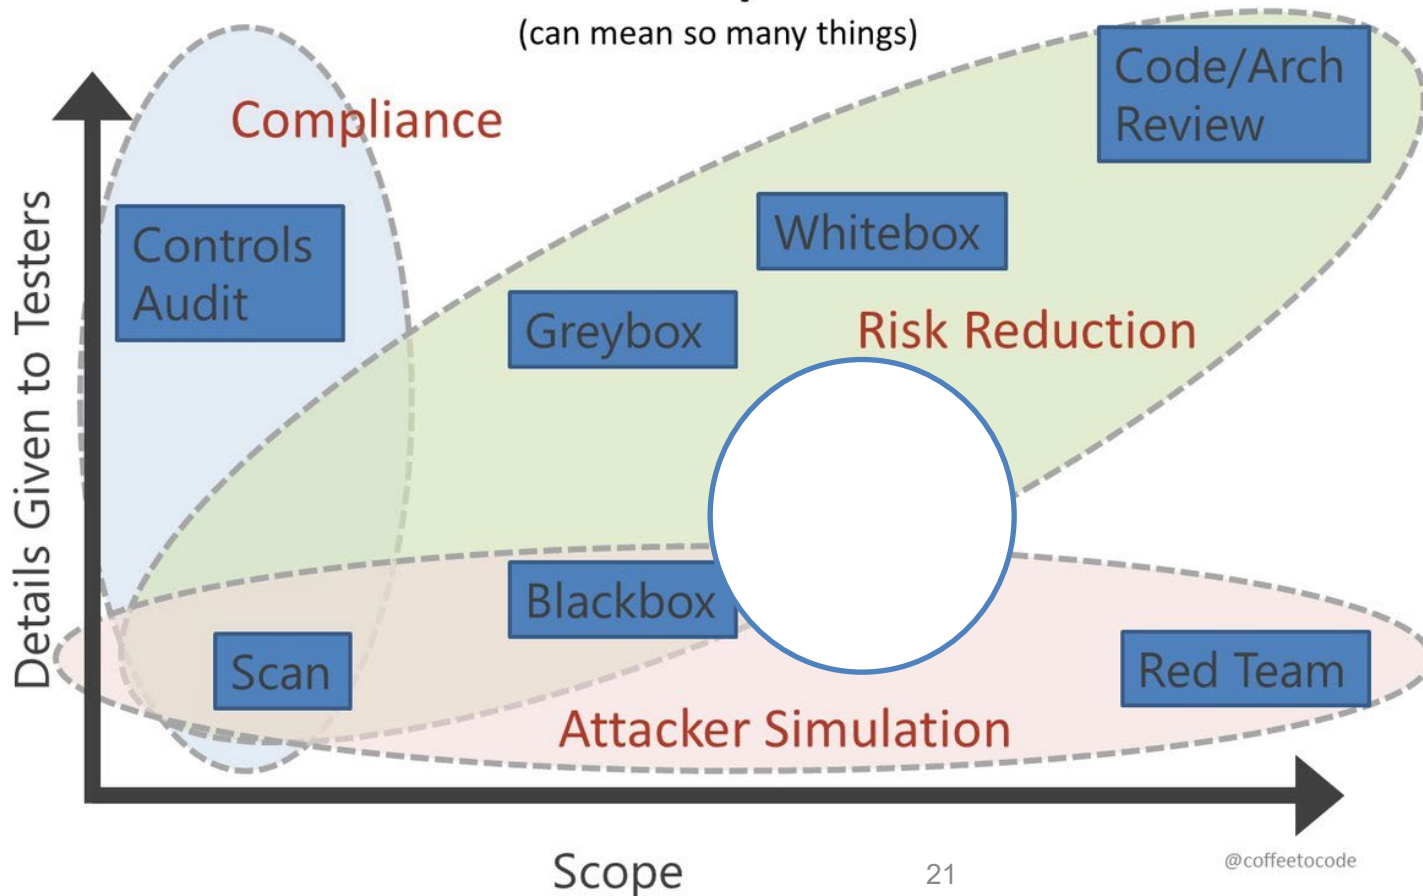 (can mean so many things)
Code/Arch
Review
Compliance
Controls
Audit
Whitebox
Greybox
Risk Reduction
Details Given to Testers
Blackbox
Scan
Red Team
Attacker Simulation
Scope
21
@coffeetocode